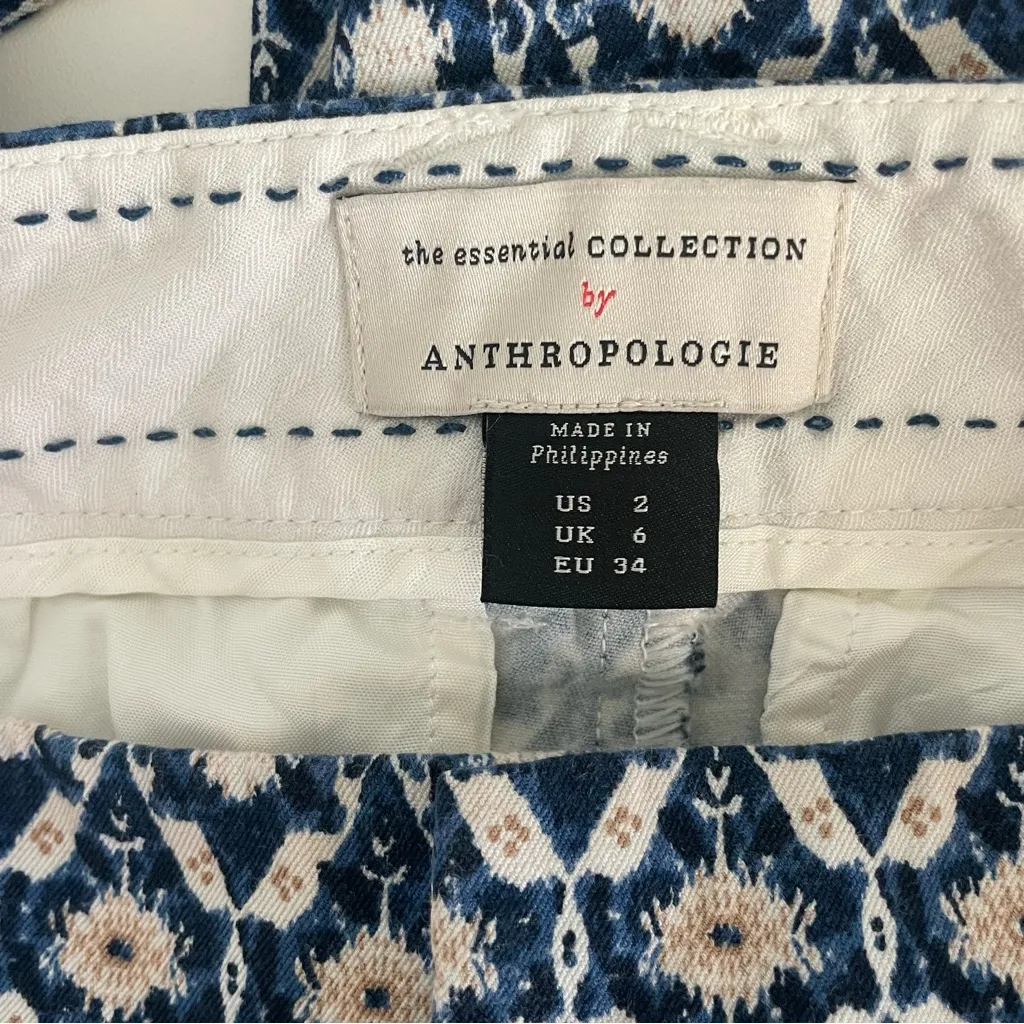 the essential COLLECTION
by
ANTHROPOLOGIE
MADE IN
Philippines
US 2
UK 6
EU 34